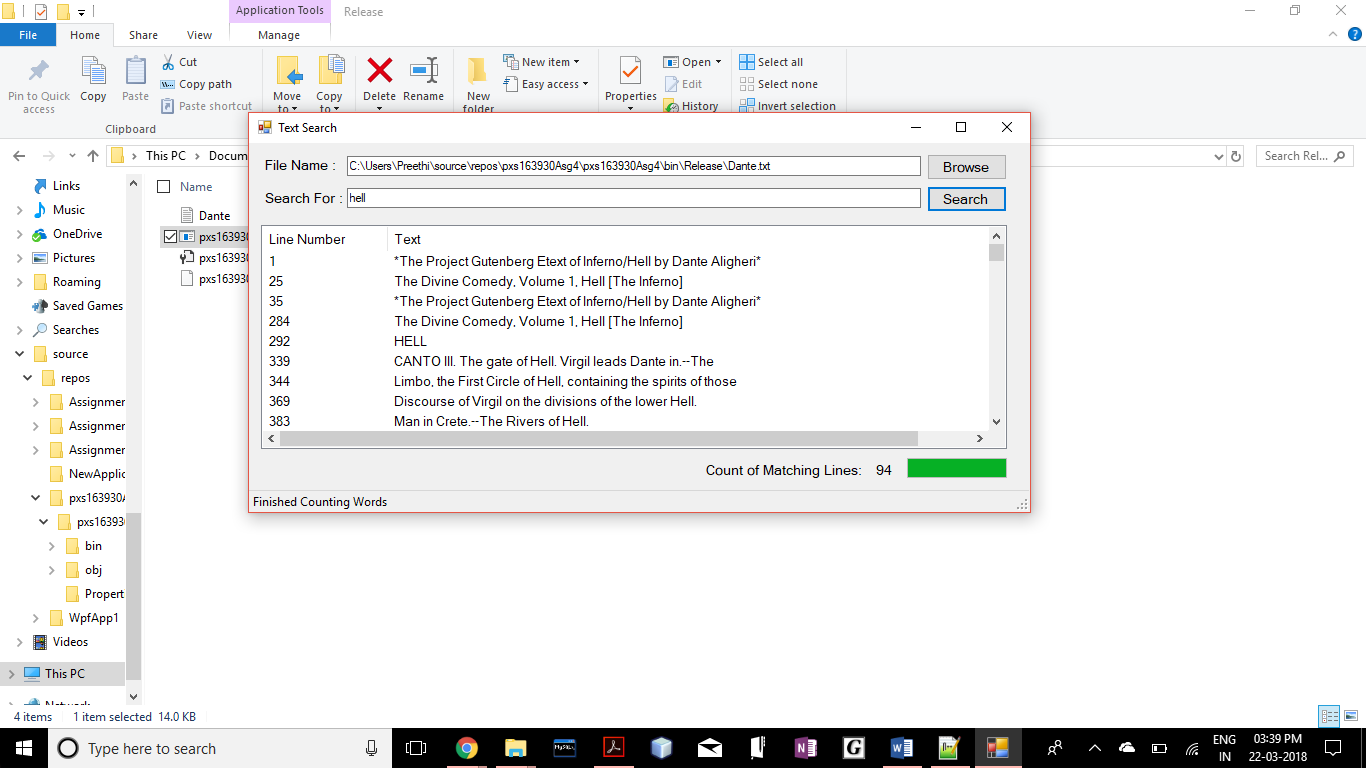 Application Tools
Release
File
Home
Share
View
Manage
Pin to Quick access
Copy
Paste
Cut
Copy path
Paste shortcut
Clipboard
Move to
Copy to
Delete
Rename
New folder
New item
Easy access
Properties
Open
Edit
History
Select all
Select none
Invert selection
This PC
Docum
Search Rel...
Links
Music
OneDrive
Pictures
Roaming
Saved Games
Searches
source
repos
Assignmer
Assignmer
Assignmer
NewApplic
pxs163930A
pxs16393
bin
obj
Propert
WpfApp1
Videos
This PC
Network
Name
Dante
pxs163930
pxs163930
pxs163930
Text Search
File Name :
C:\Users\Preethi\source\repos\pxs163930Asg4\pxs163930Asg4\bin\Release\Dante.txt
Browse
Search For :
hell
Search
Line Number Text
1 *The Project Gutenberg Etext of Inferno/Hell by Dante Aligheri*
25 The Divine Comedy, Volume 1, Hell [The Inferno]
35 *The Project Gutenberg Etext of Inferno/Hell by Dante Aligheri*
284 The Divine Comedy, Volume 1, Hell [The Inferno]
292 HELL
339 CANTO III. The gate of Hell. Virgil leads Dante in.--The
344 Limbo, the First Circle of Hell, containing the spirits of those
369 Discourse of Virgil on the divisions of the lower Hell.
383 Man in Crete.--The Rivers of Hell.
Count of Matching Lines: 94
Finished Counting Words
4 items 1 item selected 14.0 KB
Type here to search
MySQL
N
G
W
ENG
IN
03:39 PM
22-03-2018